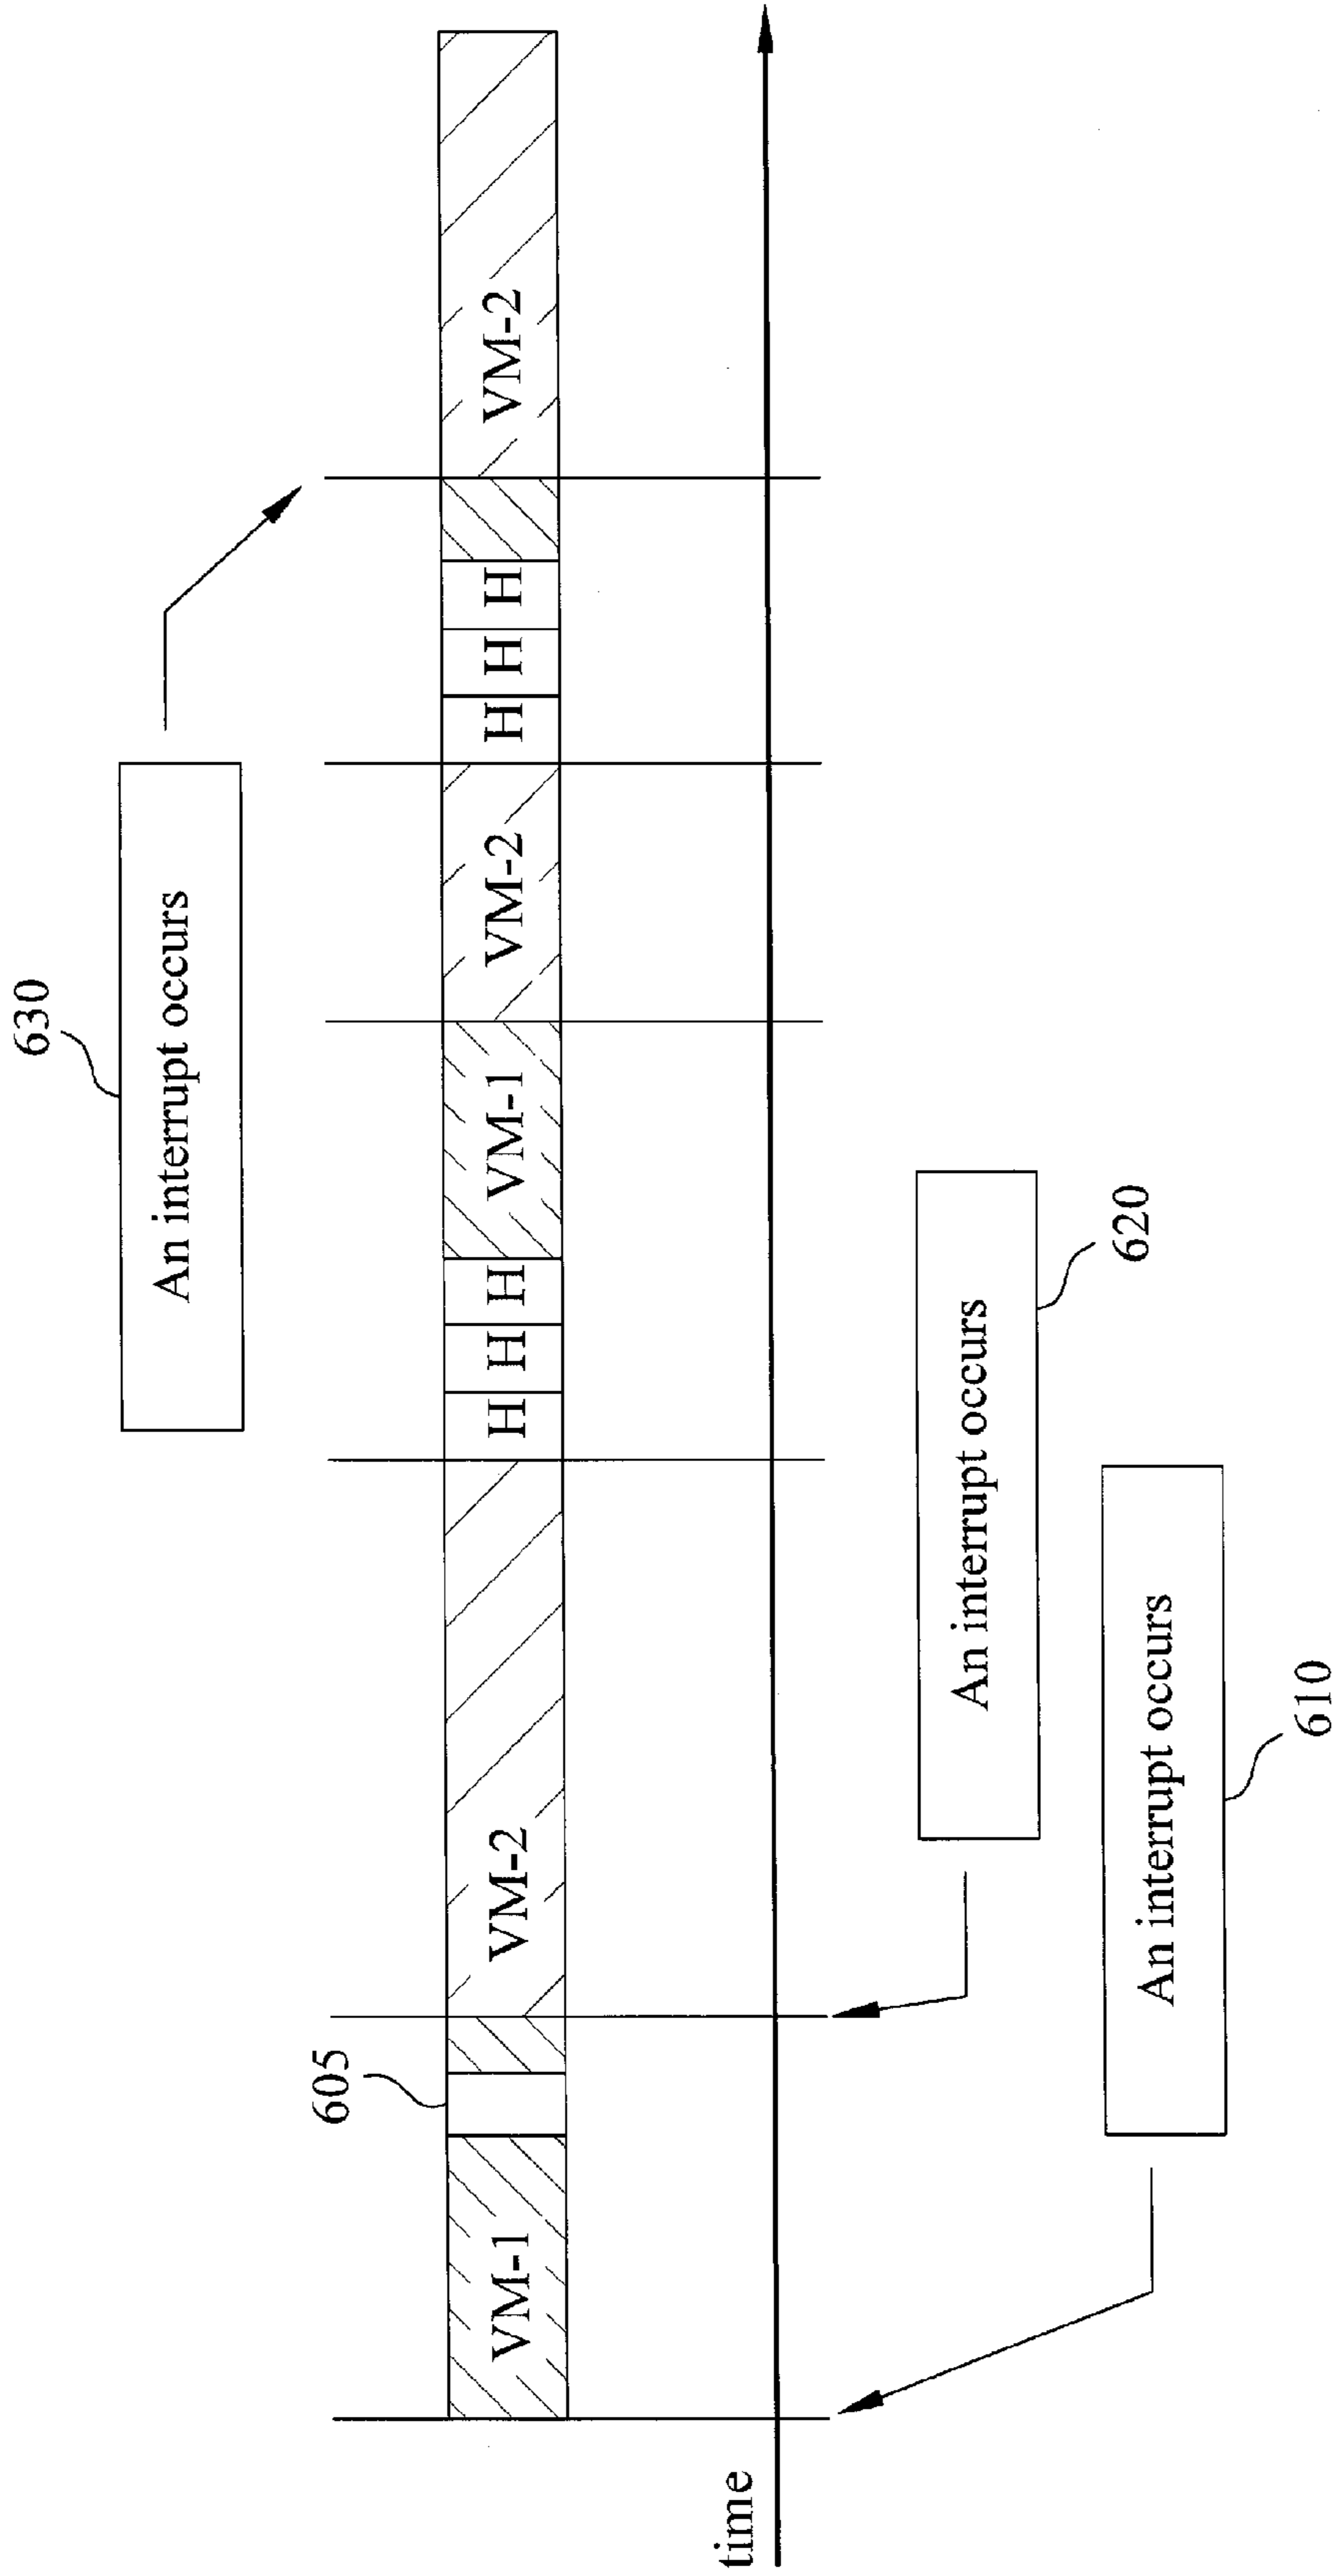 630
An interrupt occurs
605
VM-1
VM-2
H
H
H
VM-1
VM-2
H
H
H
VM-2
time
An interrupt occurs
620
An interrupt occurs
610